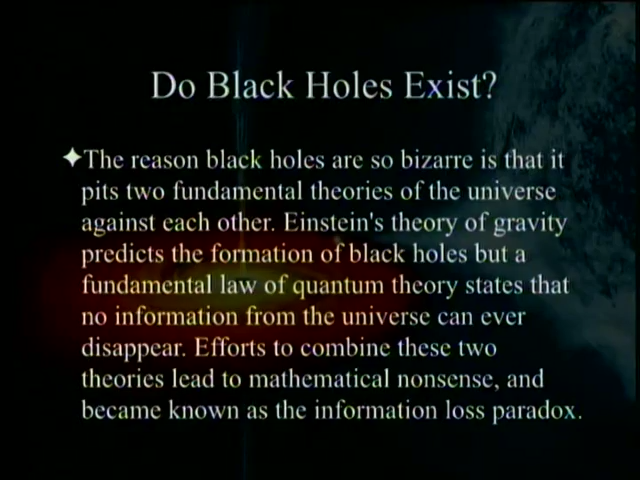 Do Black Holes Exist?
✦The reason black holes are so bizarre is that it
pits two fundamental theories of the universe
against each other. Einstein's theory of gravity
predicts the formation of black holes but a
fundamental law of quantum theory states that
no information from the universe can ever
disappear. Efforts to combine these two
theories lead to mathematical nonsense, and
became known as the information loss paradox.